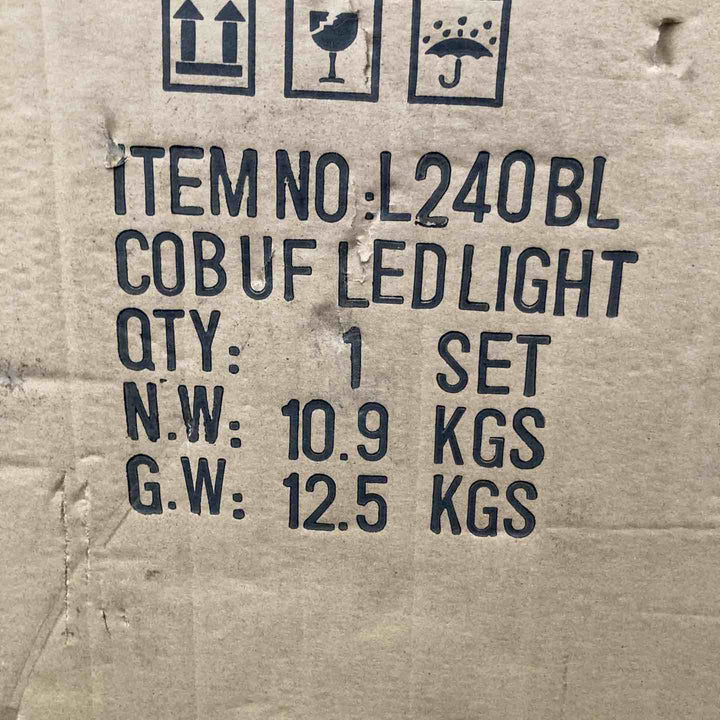 ITEM NO.:L240BL
COB UF LED LIGHT
QTY: 1 SET
N.W: 10.9 KGS
G.W: 12.5 KGS